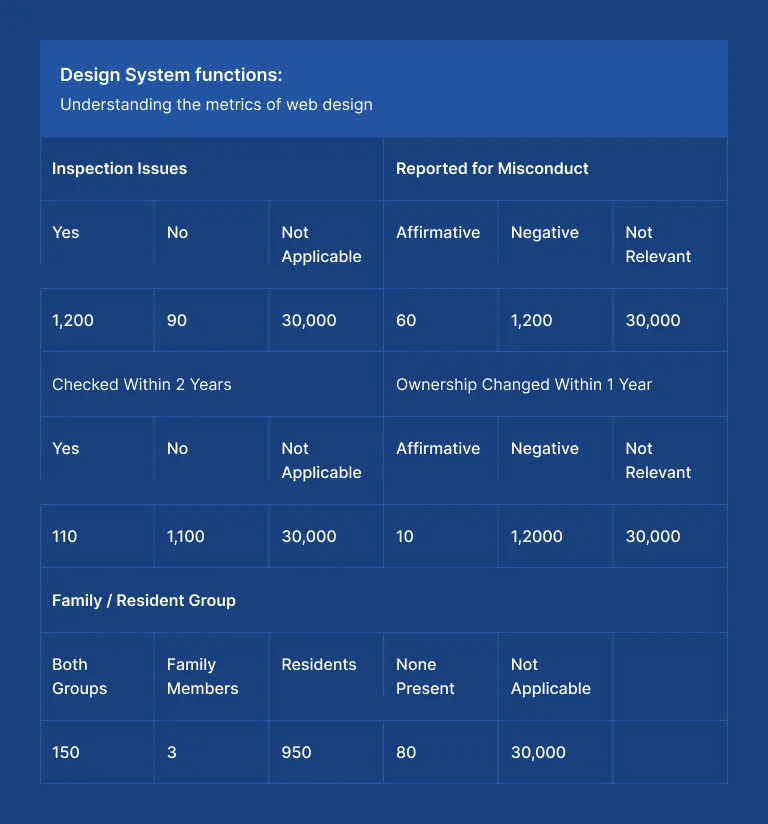 Design System functions:
Understanding the metrics of web design
Inspection Issues
Reported for Misconduct
Yes
No
Not
Applicable
Affirmative
Negative
Not
Relevant
1,200
90
30,000
60
1,200
30,000
Checked Within 2 Years
Ownership Changed Within 1 Year
Yes
No
Not
Applicable
Affirmative
Negative
Not
Relevant
110
1,100
30,000
10
1,2000
30,000
Family / Resident Group
Both
Groups
Family
Members
Residents
None
Present
Not
Applicable
150
3
950
80
30,000